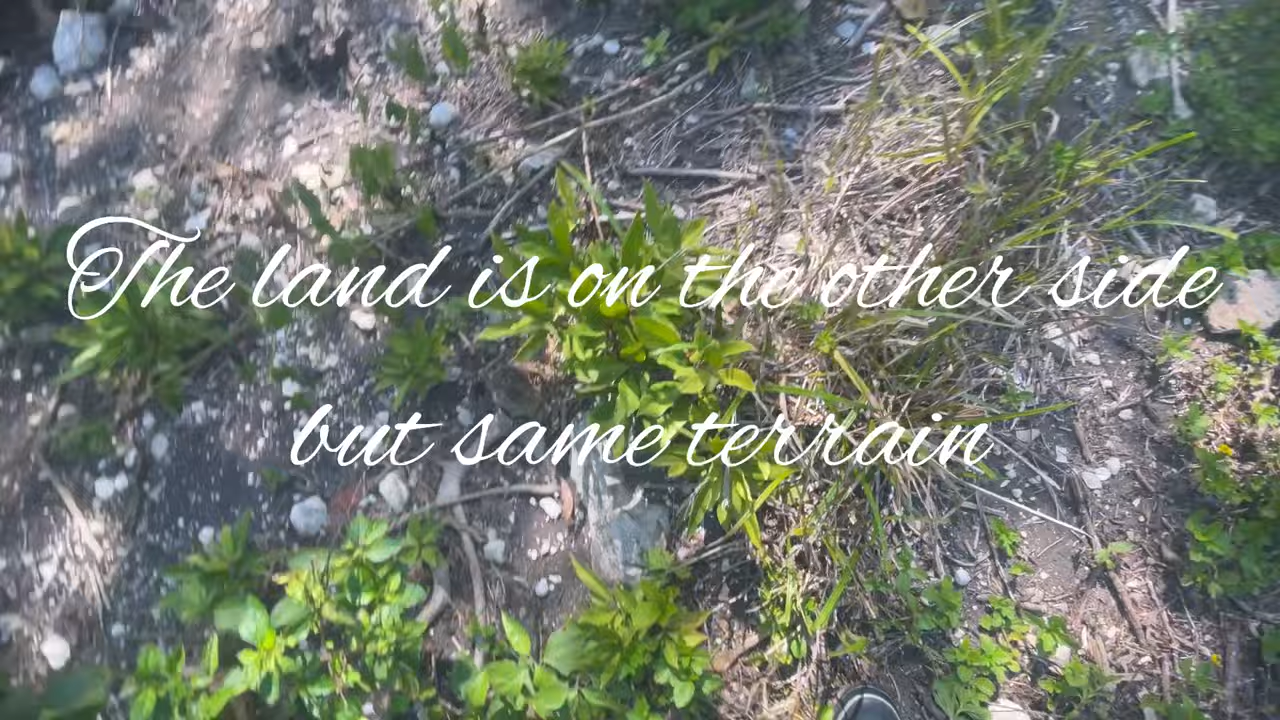 The land is on the other side
but same terrain